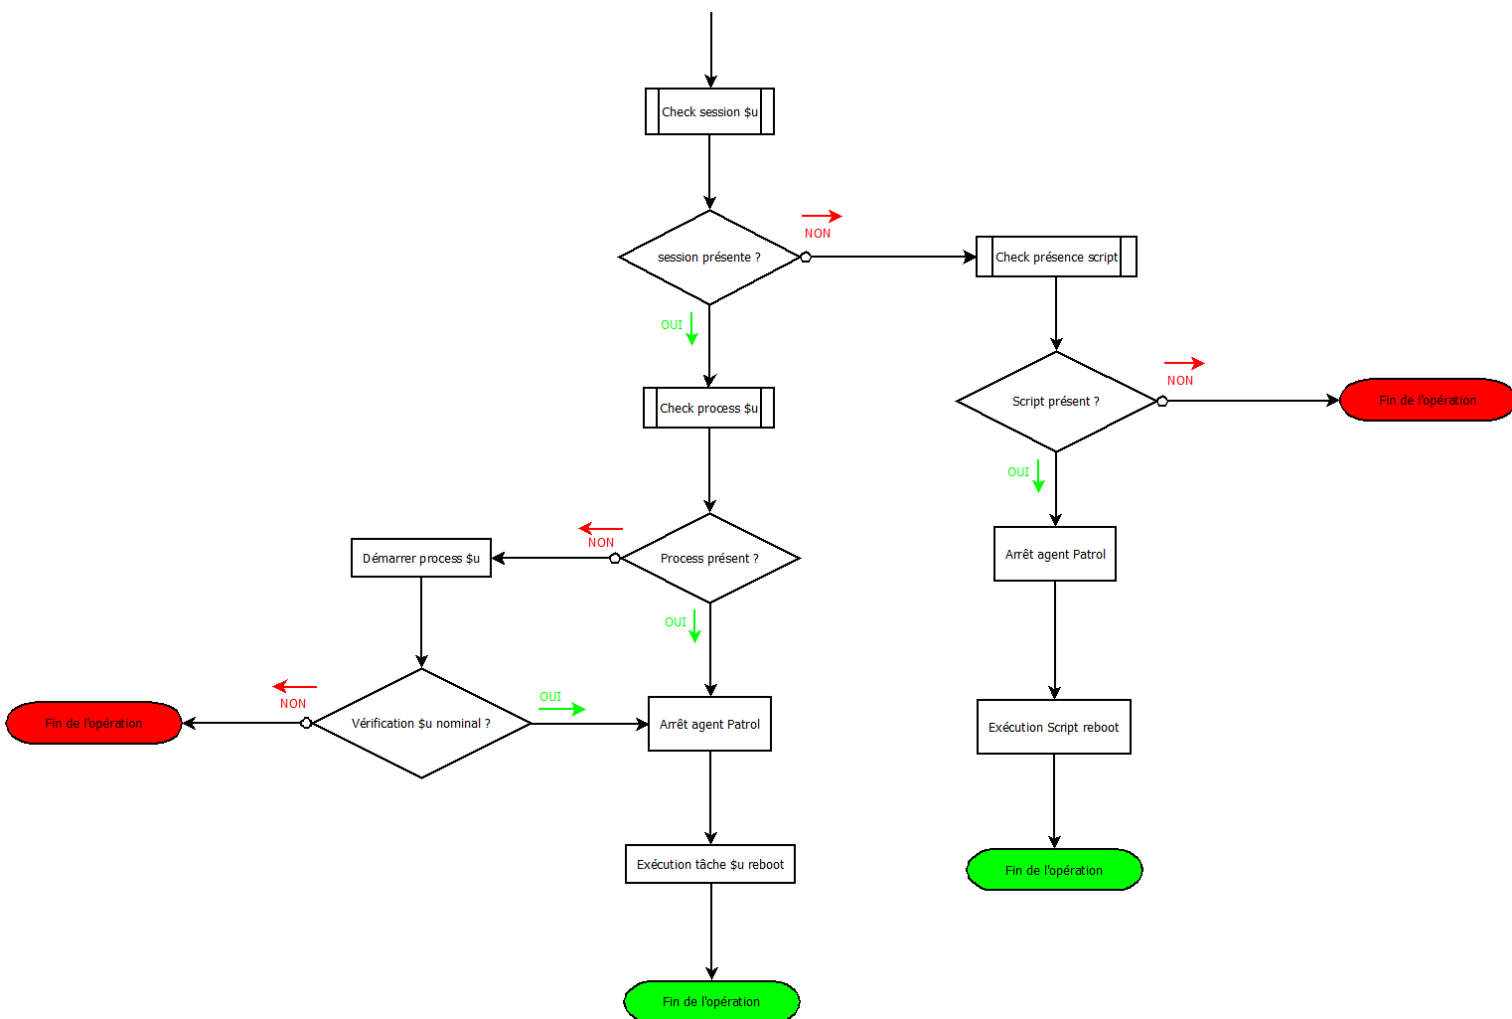 Check session $u
session présente ?
NON
Check présence script
OUI
Check process $u
Script présent ?
NON
Fin de l'opération
OUI
Process présent ?
NON
Démarrer process $u
Arrêt agent Patrol
OUI
Vérification $u nominal ?
NON
OUI
Fin de l'opération
Arrêt agent Patrol
Exécution Script reboot
Exécution tâche $u reboot
Fin de l'opération
Fin de l'opération